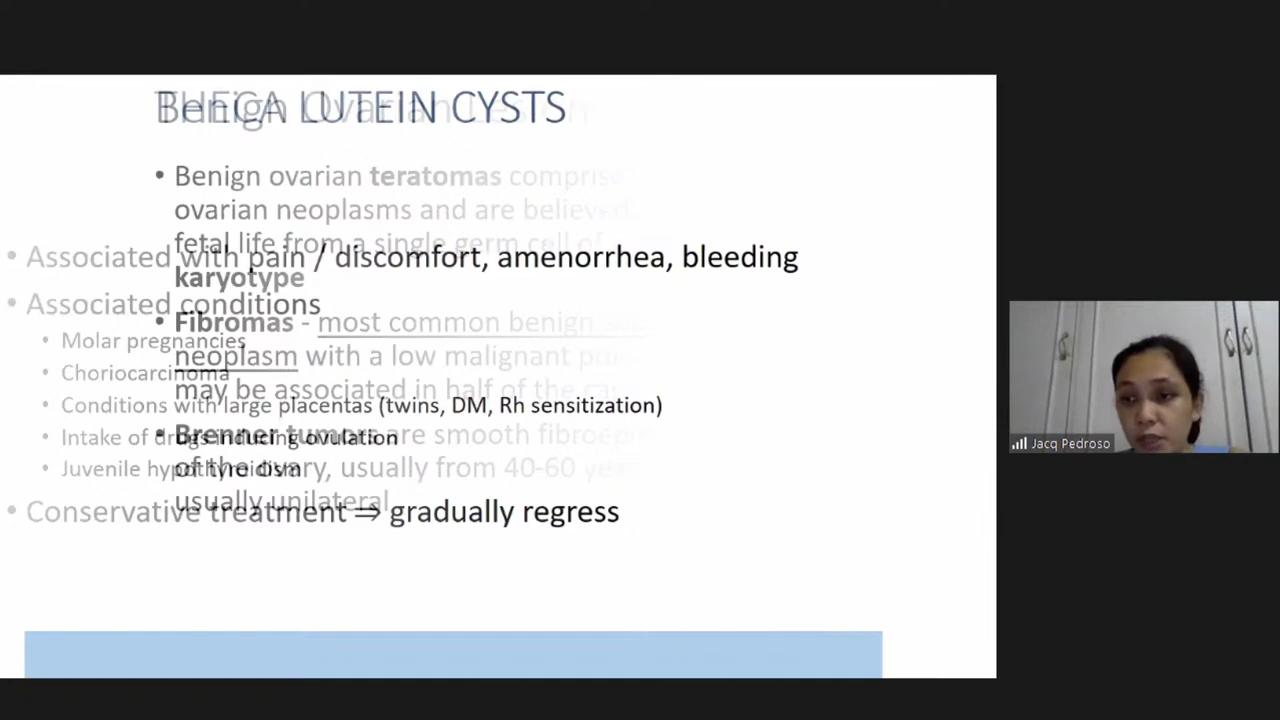 THECA LUTEIN CYSTS
Benign Ovarian
• Associated with pain / discomfort, amenorrhea, bleeding
• Associated conditions
• Molar pregnancies
• Choriocarcinoma
• Conditions with large placentas (twins, DM, Rh sensitization)
• Intake of drugs inducing ovulation
• Juvenile hypothyroidism
• Conservative treatment ⇒ gradually regress
• Benign ovarian teratomas comprise
ovarian neoplasms and are believed
fetal life from a single germ cell of
karyotype
• Fibromas - most common benign
neoplasm with a low malignant
may be associated in half of the
• Brenner tumors are smooth
of the ovary, usually from 40-60
usually unilateral
Jacq Pedroso